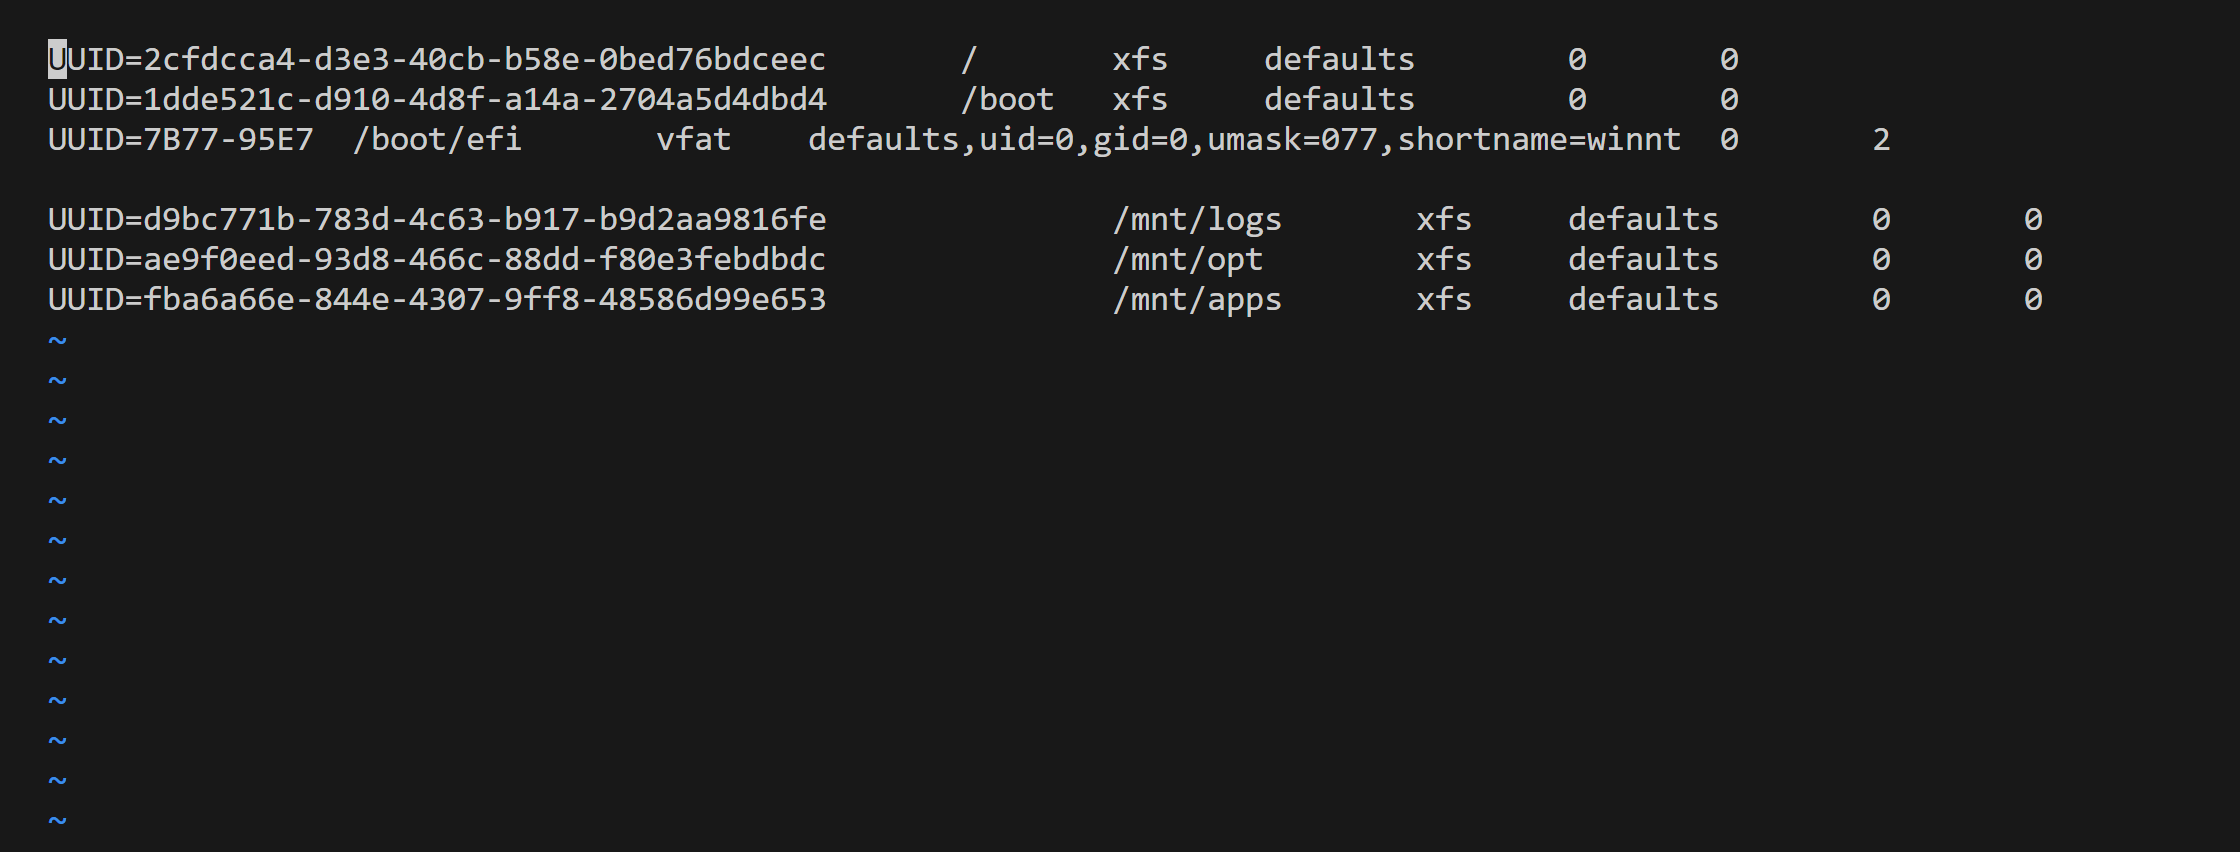 UUID=2cfdcca4-d3e3-40cb-b58e-0bed76bdceec / xfs defaults 0 0
UUID=1dde521c-d910-4d8f-a14a-2704a5d4dbd4 /boot xfs defaults 0 0
UUID=7B77-95E7 /boot/efi vfat defaults,uid=0,gid=0,umask=077,shortname=winnt 0 2
UUID=d9bc771b-783d-4c63-b917-b9d2aa9816fe /mnt/logs xfs defaults 0 0
UUID=ae9f0eed-93d8-466c-88dd-f80e3febdbdc /mnt/opt xfs defaults 0 0
UUID=fba6a66e-844e-4307-9ff8-48586d99e653 /mnt/apps xfs defaults 0 0
~
~
~
~
~
~
~
~
~
~
~
~
~